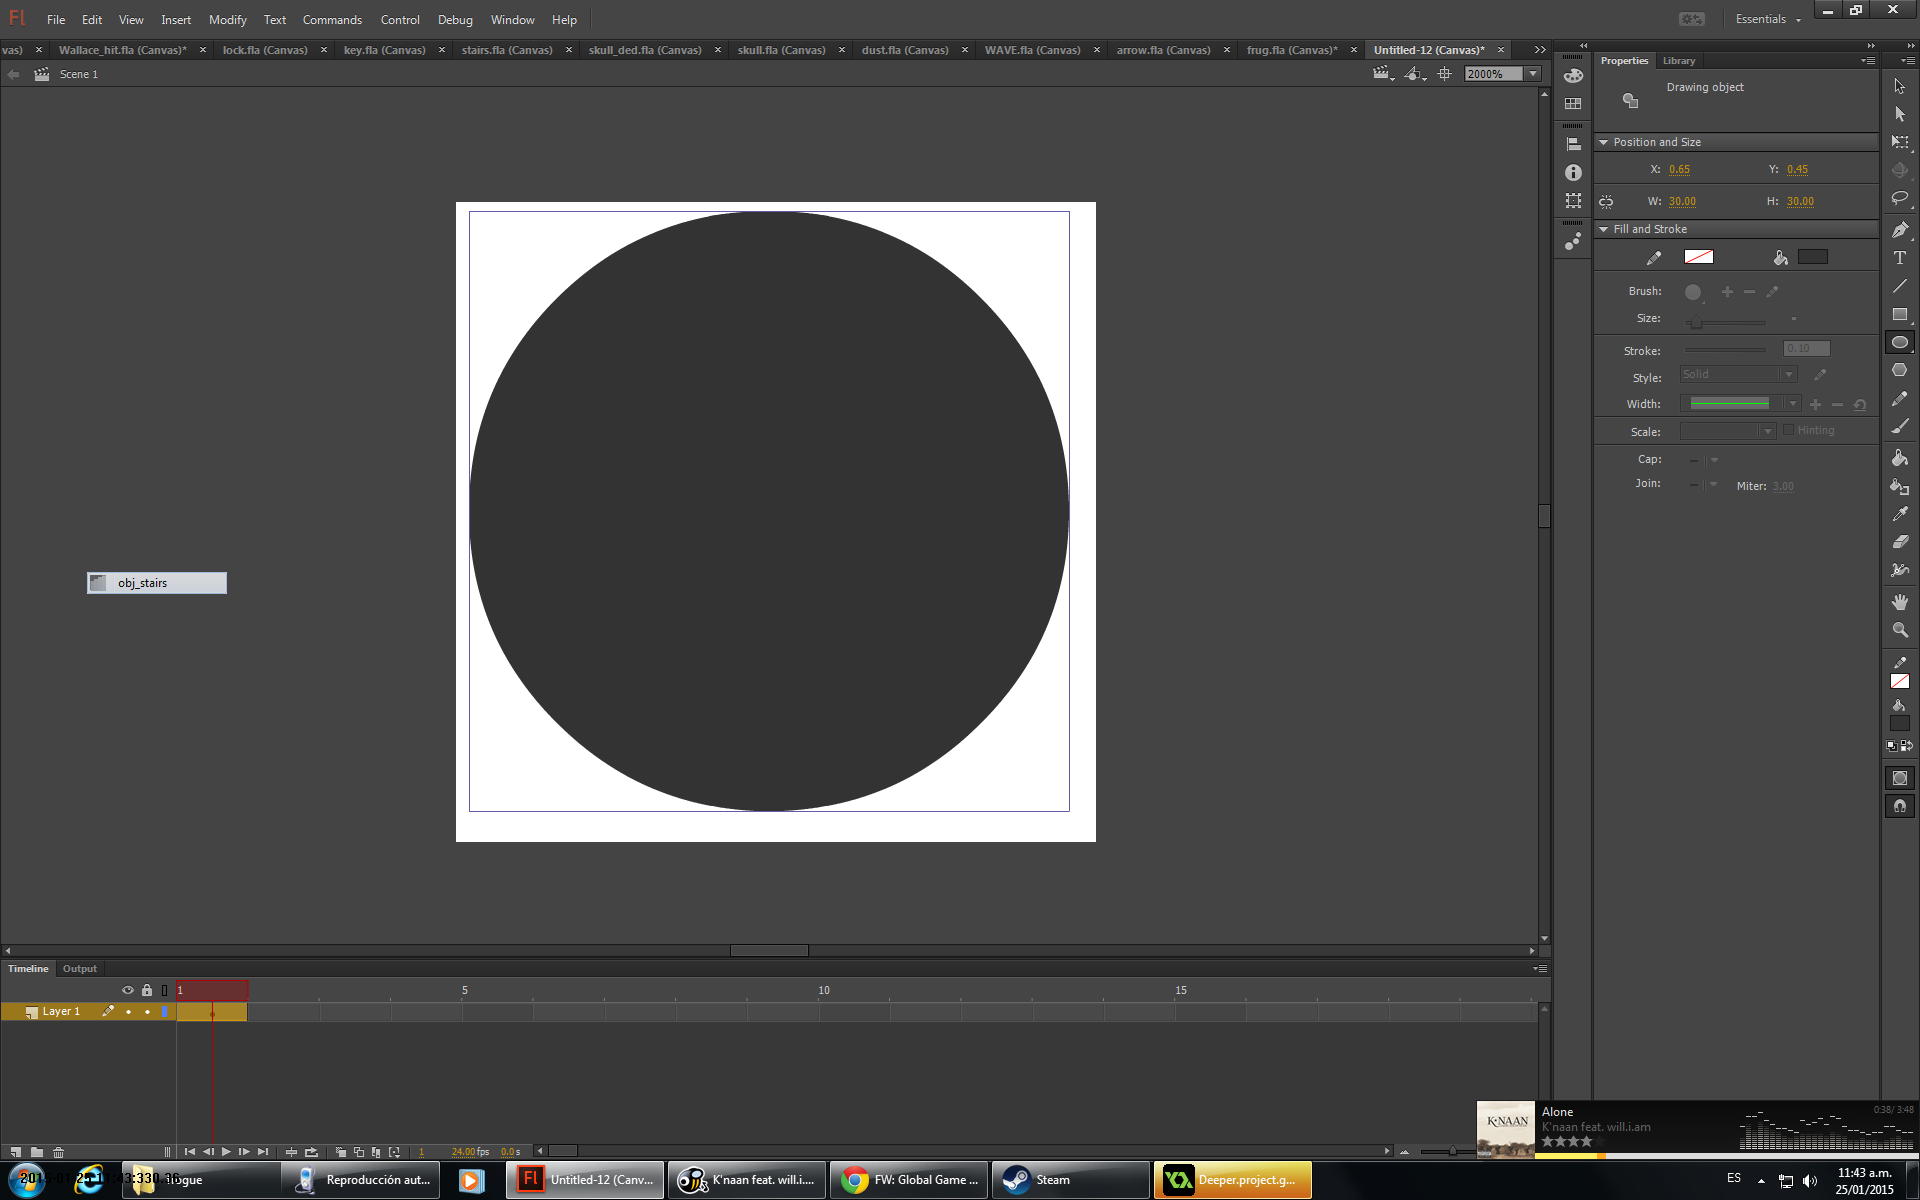 Fl File Edit View Insert Modify Text Commands Control Debug Window Help Essentials
vas) × Wallace_hit.fla (Canvas)* × lock.fla (Canvas) × key.fla (Canvas) × stairs.fla (Canvas) × skull_ded.fla (Canvas) × skull.fla (Canvas) × dust.fla (Canvas) × WAVE.fla (Canvas) × arrow.fla (Canvas) × frug.fla (Canvas)* × Untitled-12 (Canvas)* ×
Scene 1
2000%
obj_stairs
Properties Library
Drawing object
Position and Size
X: 0.65 Y: 0.45
W: 30.00 H: 30.00
Fill and Stroke
Brush:
Size:
Stroke: 0.10
Style: Solid
Width:
Scale: Hinting
Cap:
Join: Miter: 3.00
Timeline Output
1 5 10 15
Layer 1
1 24.00 fps 0.0 s
K'NAAN
Alone
K'naan feat. will.i.am
0:38/ 3:48
2015-01-25 11:43:330.36
Reproducción aut...
Fl Untitled-12 (Canv...
K'naan feat. will.i....
FW: Global Game ...
Steam
Deeper.project.g...
ES
11:43 a.m.
25/01/2015